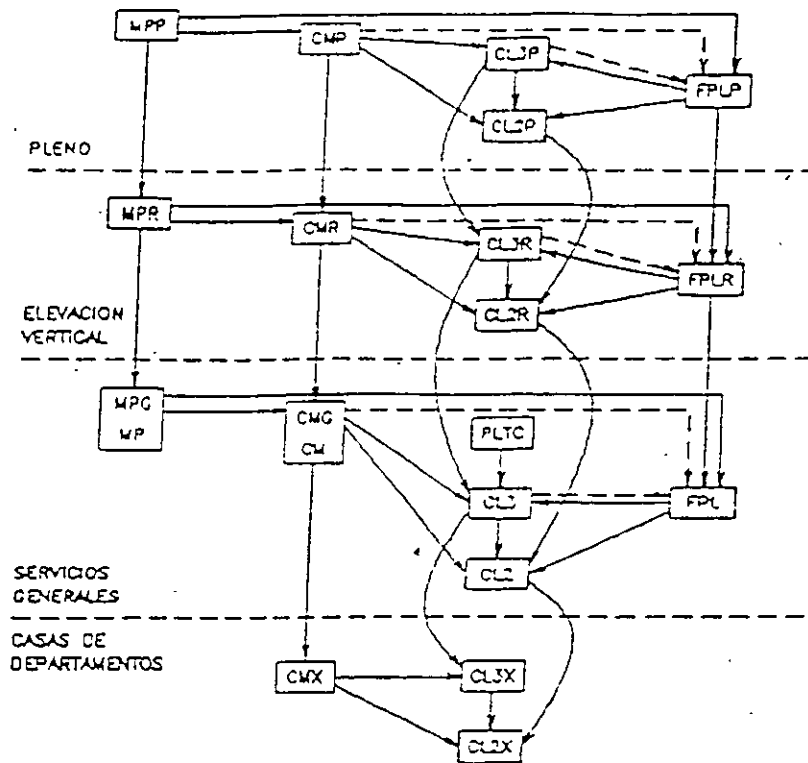 MPP
CMP
CL3P
FPLP
CL2P
PLENO
MPR
CMR
CL3R
FPLR
CL2R
ELEVACION
VERTICAL
MPG
MP
CMG
CM
PLTC
CL3
FPL
CL2
SERVICIOS
GENERALES
CASAS DE
DEPARTAMENTOS
CMX
CL3X
CL2X